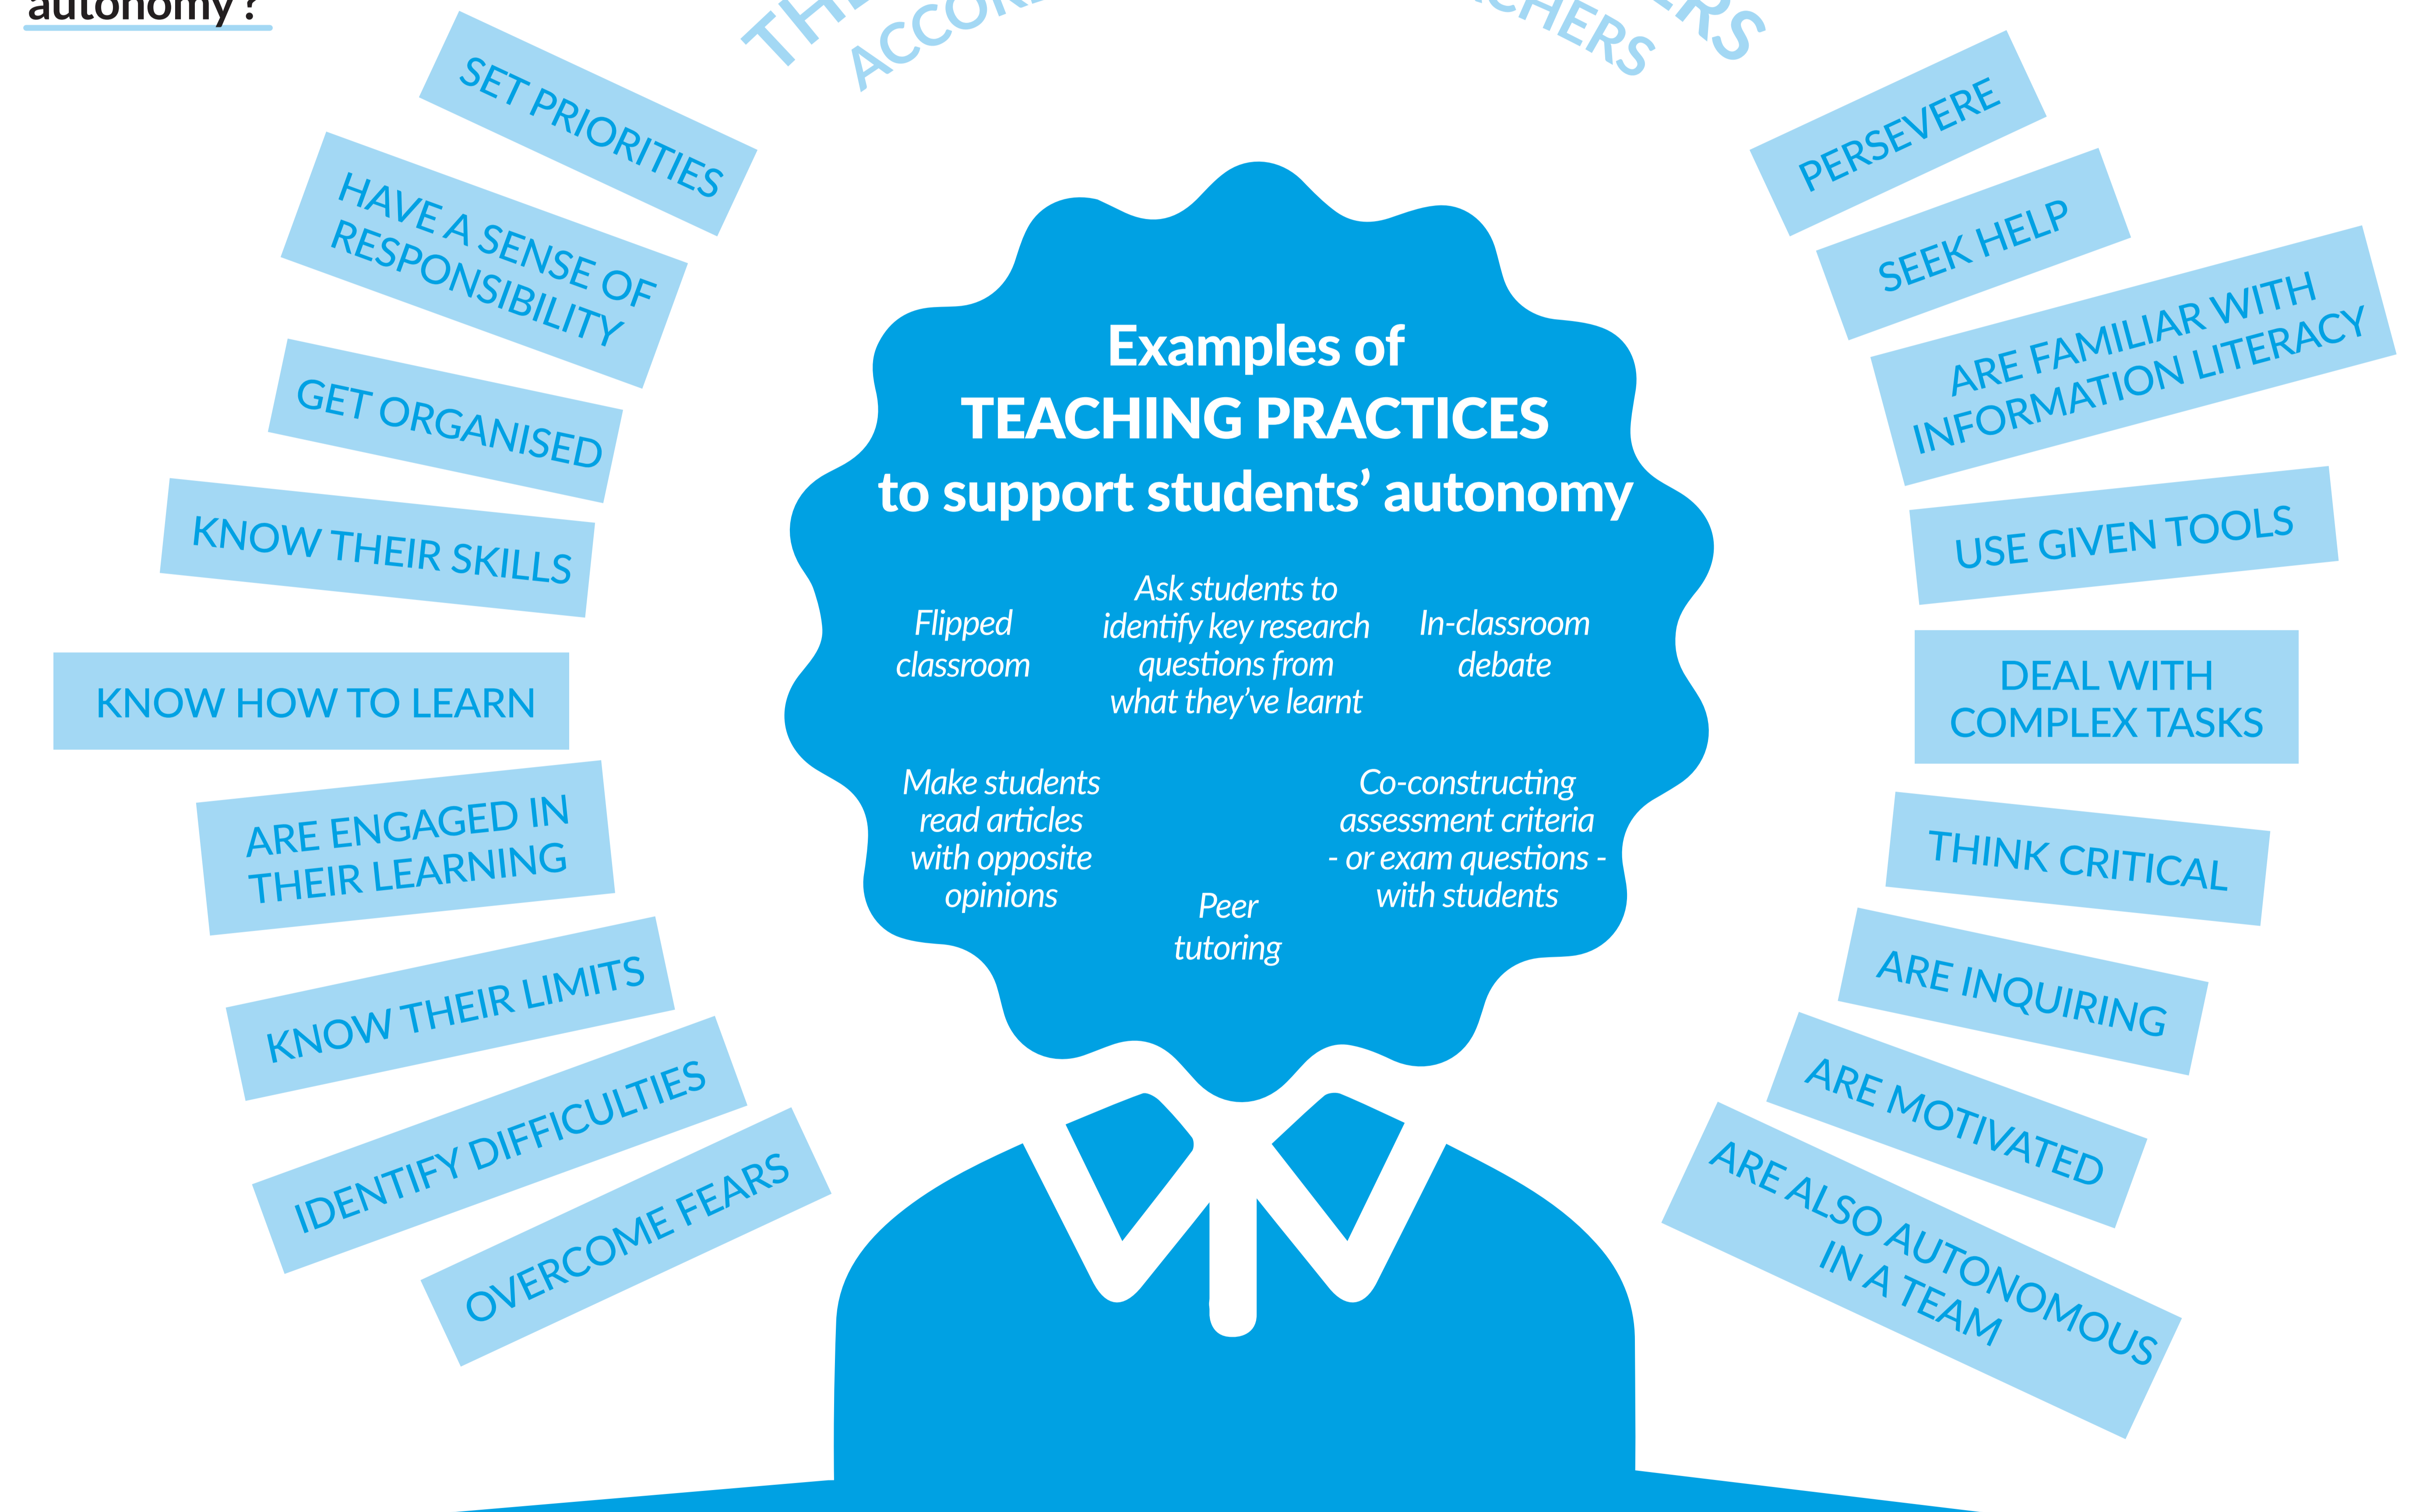 autonomy ?
SET PRIORITIES
HAVE A SENSE OF
RESPONSIBILITY
GET ORGANISED
KNOW THEIR SKILLS
KNOW HOW TO LEARN
ARE ENGAGED IN
THEIR LEARNING
KNOW THEIR LIMITS
IDENTIFY DIFFICULTIES
OVERCOME FEARS
Examples of
TEACHING PRACTICES
to support students’ autonomy
Flipped
classroom
Ask students to
identify key research
questions from
what they’ve learnt
In-classroom
debate
Make students
read articles
with opposite
opinions
Peer
tutoring
Co-constructing
assessment criteria
- or exam questions -
with students
PERSEVERE
SEEK HELP
ARE FAMILIAR WITH
INFORMATION LITERACY
USE GIVEN TOOLS
DEAL WITH
COMPLEX TASKS
THINK CRITICAL
ARE INQUIRING
ARE MOTIVATED
ARE ALSO AUTONOMOUS
IN A TEAM